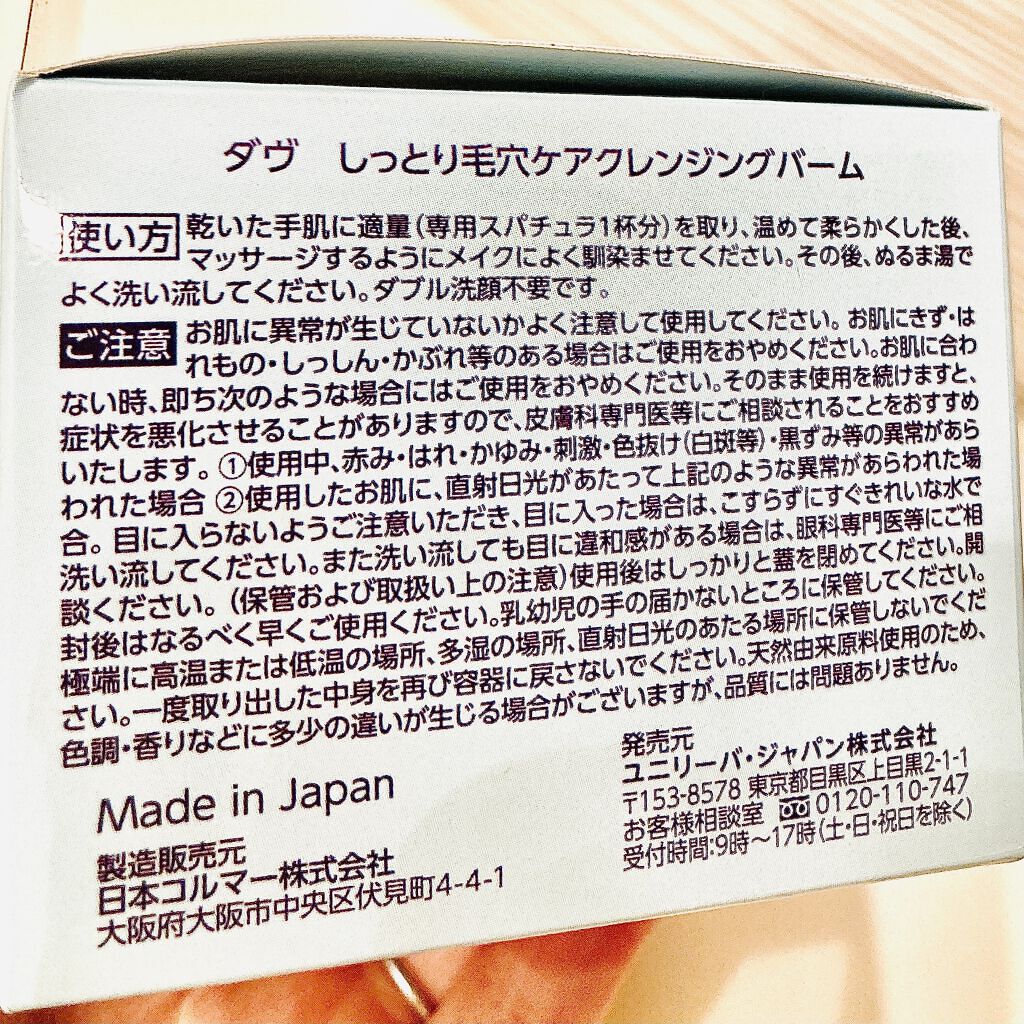 ダヴ しっとり毛穴ケアクレンジングバーム
使い方 乾いた手肌に適量(専用スパチュラ1杯分)を取り、温めて柔らかくした後、
マッサージするようにメイクによく馴染ませてください。その後、ぬるま湯で
よく洗い流してください。ダブル洗顔不要です。
ご注意 お肌に異常が生じていないかよく注意して使用してください。お肌にきず・は
れもの・しっしん・かぶれ等のある場合はご使用をおやめください。お肌に合わ
ない時、即ち次のような場合にはご使用をおやめください。そのまま使用を続けますと、
症状を悪化させることがありますので、皮膚科専門医等にご相談されることをおすすめ
いたします。①使用中、赤み・はれ・かゆみ・刺激・色抜け(白斑等)・黒ずみ等の異常があら
われた場合 ②使用したお肌に、直射日光があたって上記のような異常があらわれた場
合。目に入らないようご注意いただき、目に入った場合は、こすらずにすぐきれいな水で
洗い流してください。また洗い流しても目に違和感がある場合は、眼科専門医等にご相
談ください。(保管および取扱い上の注意)使用後はしっかりと蓋を閉めてください。開
封後はなるべく早くご使用ください。乳幼児の手の届かないところに保管してください。
極端に高温または低温の場所、多湿の場所、直射日光のあたる場所に保管しないでくだ
さい。一度取り出した中身を再び容器に戻さないでください。天然由来原料使用のため、
色調・香りなどに多少の違いが生じる場合がございますが、品質には問題ありません。
Made in Japan
製造販売元
日本コルマー株式会社
大阪府大阪市中央区伏見町4-4-1
発売元
ユニリーバ・ジャパン株式会社
〒153-8578 東京都目黒区上目黒2-1-1
お客様相談室 0120-110-747
受付時間:9時〜17時(土・日・祝日を除く)